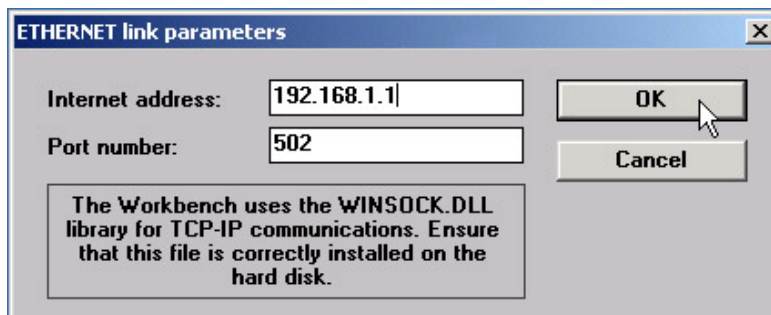 ETHERNET link parameters
Internet address: 192.168.1.1 OK
Port number: 502
Cancel
The Workbench uses the WINSOCK.DLL
library for TCP-IP communications. Ensure
that this file is correctly installed on the
hard disk.